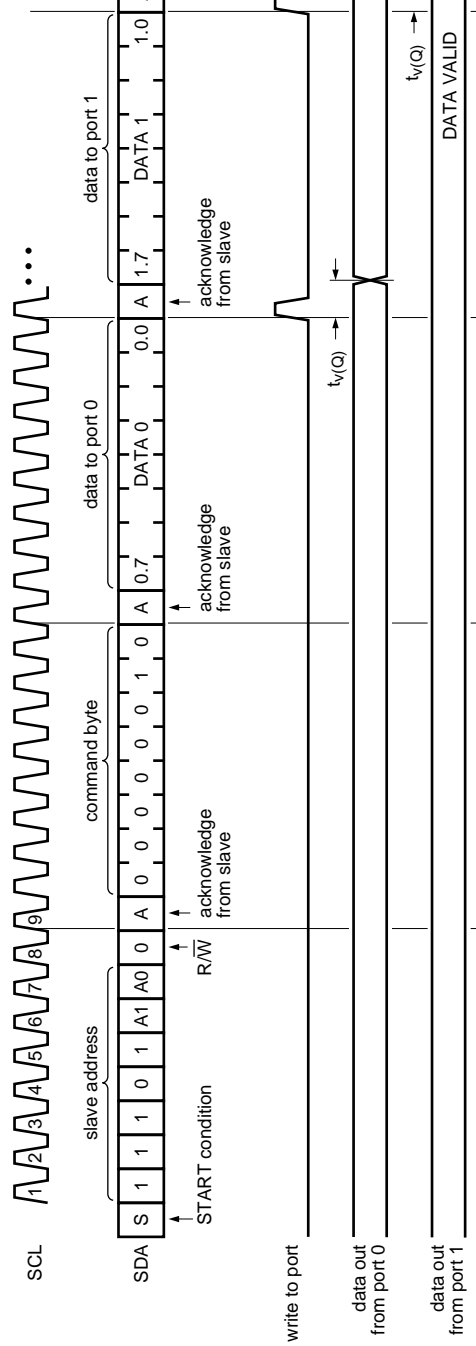 SCL 1 2 3 4 5 6 7 8 9 •••
slave address command byte data to port 0 data to port 1
SDA S 1 1 1 0 1 A1 A0 0 A 0 0 0 0 0 0 1 0 A 0.7 DATA 0 0.0 A 1.7 DATA 1 1.0
START condition R/W̅ acknowledge from slave acknowledge from slave acknowledge from slave
write to port
tv(Q)
data out from port 0
tv(Q)
data out from port 1 DATA VALID